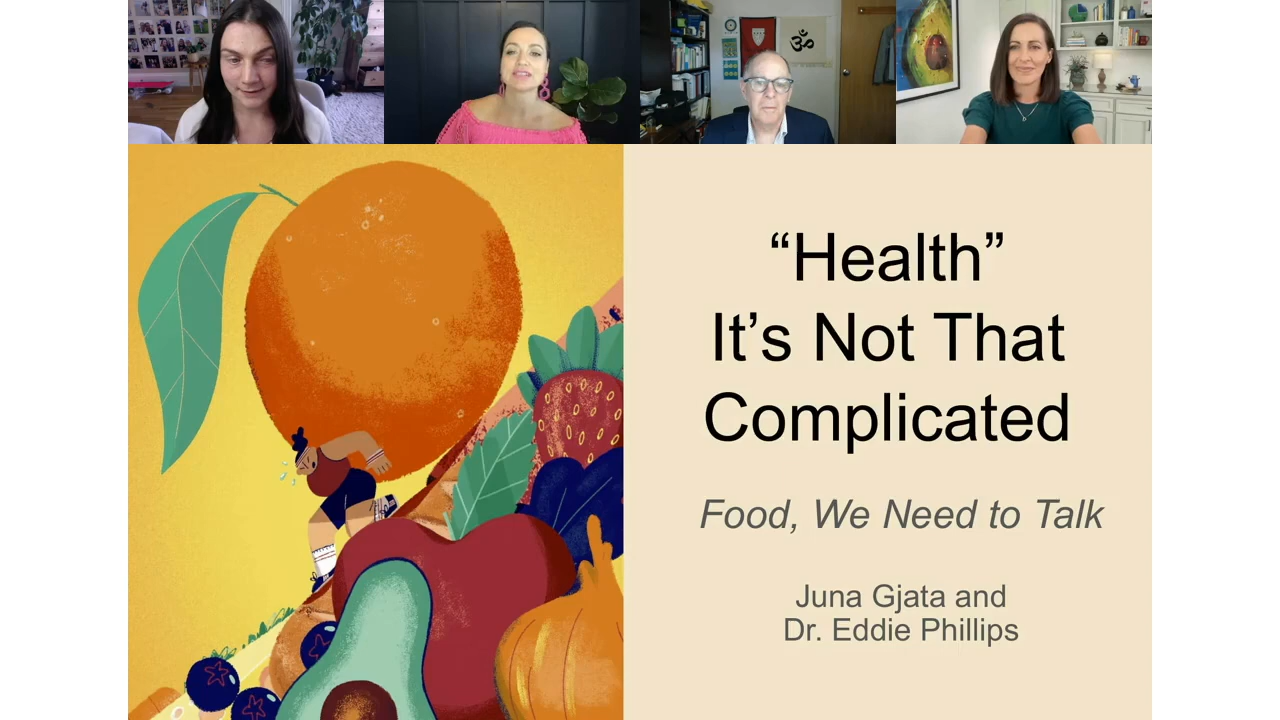 “Health”
It’s Not That
Complicated
Food, We Need to Talk
Juna Gjata and
Dr. Eddie Phillips